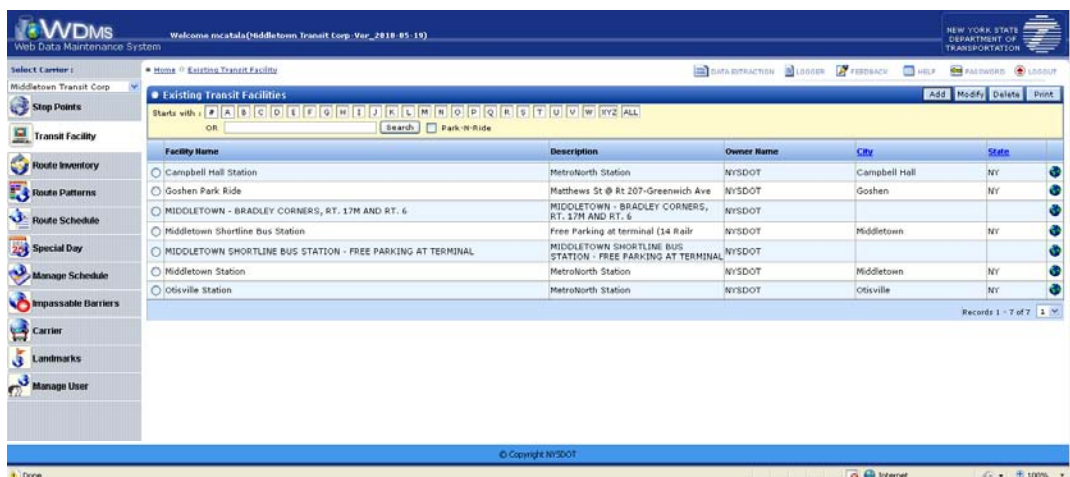 WDMS
Web Data Maintenance System
Welcome mcatala(Middletown Transit Corp-Ver_2010-05-19)
NEW YORK STATE
DEPARTMENT OF
TRANSPORTATION
Select Carrier :
Middletown Transit Corp
Home :: Existing Transit Facility
DATA EXTRACTION LOGGER FEEDBACK HELP PASSWORD LOGOUT
Stop Points
Transit Facility
Route Inventory
Route Patterns
Route Schedule
Special Day
Manage Schedule
Impassable Barriers
Carrier
Landmarks
Manage User
Existing Transit Facilities
Add Modify Delete Print
Starts with : # A B C D E F G H I J K L M N O P Q R S T U V W XYZ ALL
OR Search Park-N-Ride
Facility Name Description Owner Name City State
Campbell Hall Station MetroNorth Station NYSDOT Campbell Hall NY
Goshen Park Ride Matthews St @ Rt 207-Greenwich Ave NYSDOT Goshen NY
MIDDLETOWN - BRADLEY CORNERS, RT. 17M AND RT. 6 MIDDLETOWN - BRADLEY CORNERS, RT. 17M AND RT. 6 NYSDOT
Middletown Shortline Bus Station Free Parking at terminal (14 Railr NYSDOT Middletown NY
MIDDLETOWN SHORTLINE BUS STATION - FREE PARKING AT TERMINAL MIDDLETOWN SHORTLINE BUS STATION - FREE PARKING AT TERMINAL NYSDOT
Middletown Station MetroNorth Station NYSDOT Middletown NY
Otisville Station MetroNorth Station NYSDOT Otisville NY
Records 1 - 7 of 7 1
© Copyright NYSDOT
Done Internet 100%